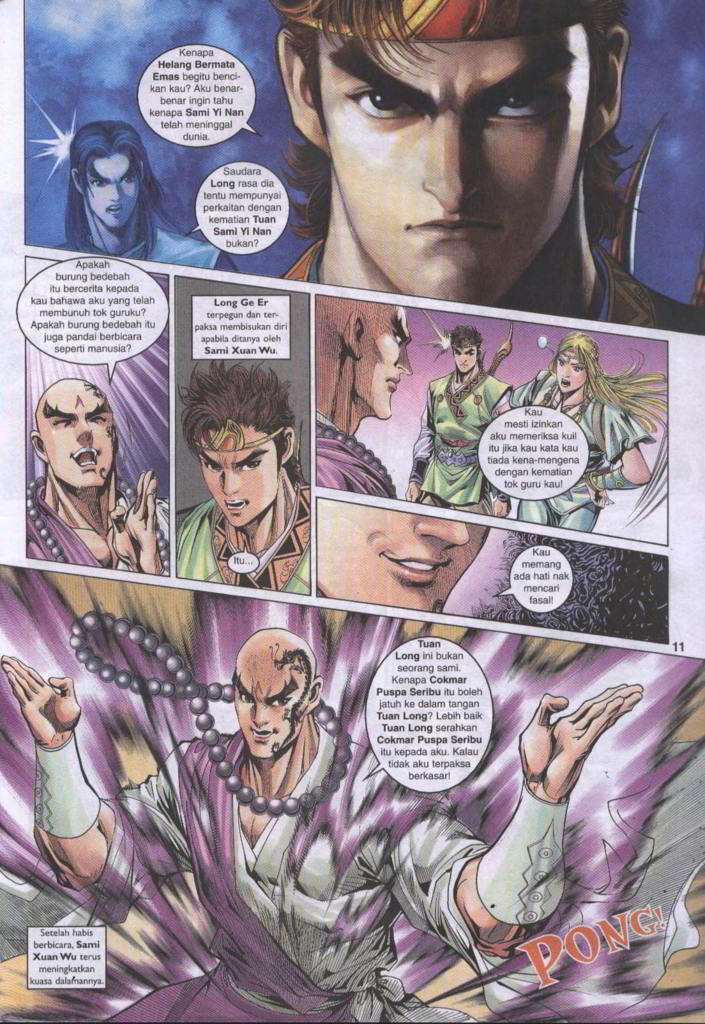 Kenapa
Helang Bermata
Emas begitu benci-
kan kau? Aku benar-
benar ingin tahu
kenapa Sami Yi Nan
telah meninggal
dunia.
Saudara
Long rasa dia
tentu mempunyai
perkaitan dengan
kematian Tuan
Sami Yi Nan
bukan?
Apakah
burung bedebah
itu bercerita kepada
kau bahawa aku yang telah
membunuh tok guruku?
Apakah burung bedebah itu
juga pandai berbicara
seperti manusia?
Long Ge Er
terpegun dan ter-
paksa membisukan diri
apabila ditanya oleh
Sami Xuan Wu.
Itu...
Kau
mesti izinkan
aku memeriksa kuil
itu jika kau kata kau
tiada kena-mengena
dengan kematian
tok guru kau!
Kau
memang
ada hati nak
mencari
fasal!
11
Tuan
Long ini bukan
seorang sami.
Kenapa Cokmar
Puspa Seribu itu boleh
jatuh ke dalam tangan
Tuan Long? Lebih baik
Tuan Long serahkan
Cokmar Puspa Seribu
itu kepada aku. Kalau
tidak aku terpaksa
berkasar!
PONG!
Setelah habis
berbicara, Sami
Xuan Wu terus
meningkatkan
kuasa dalamannya.